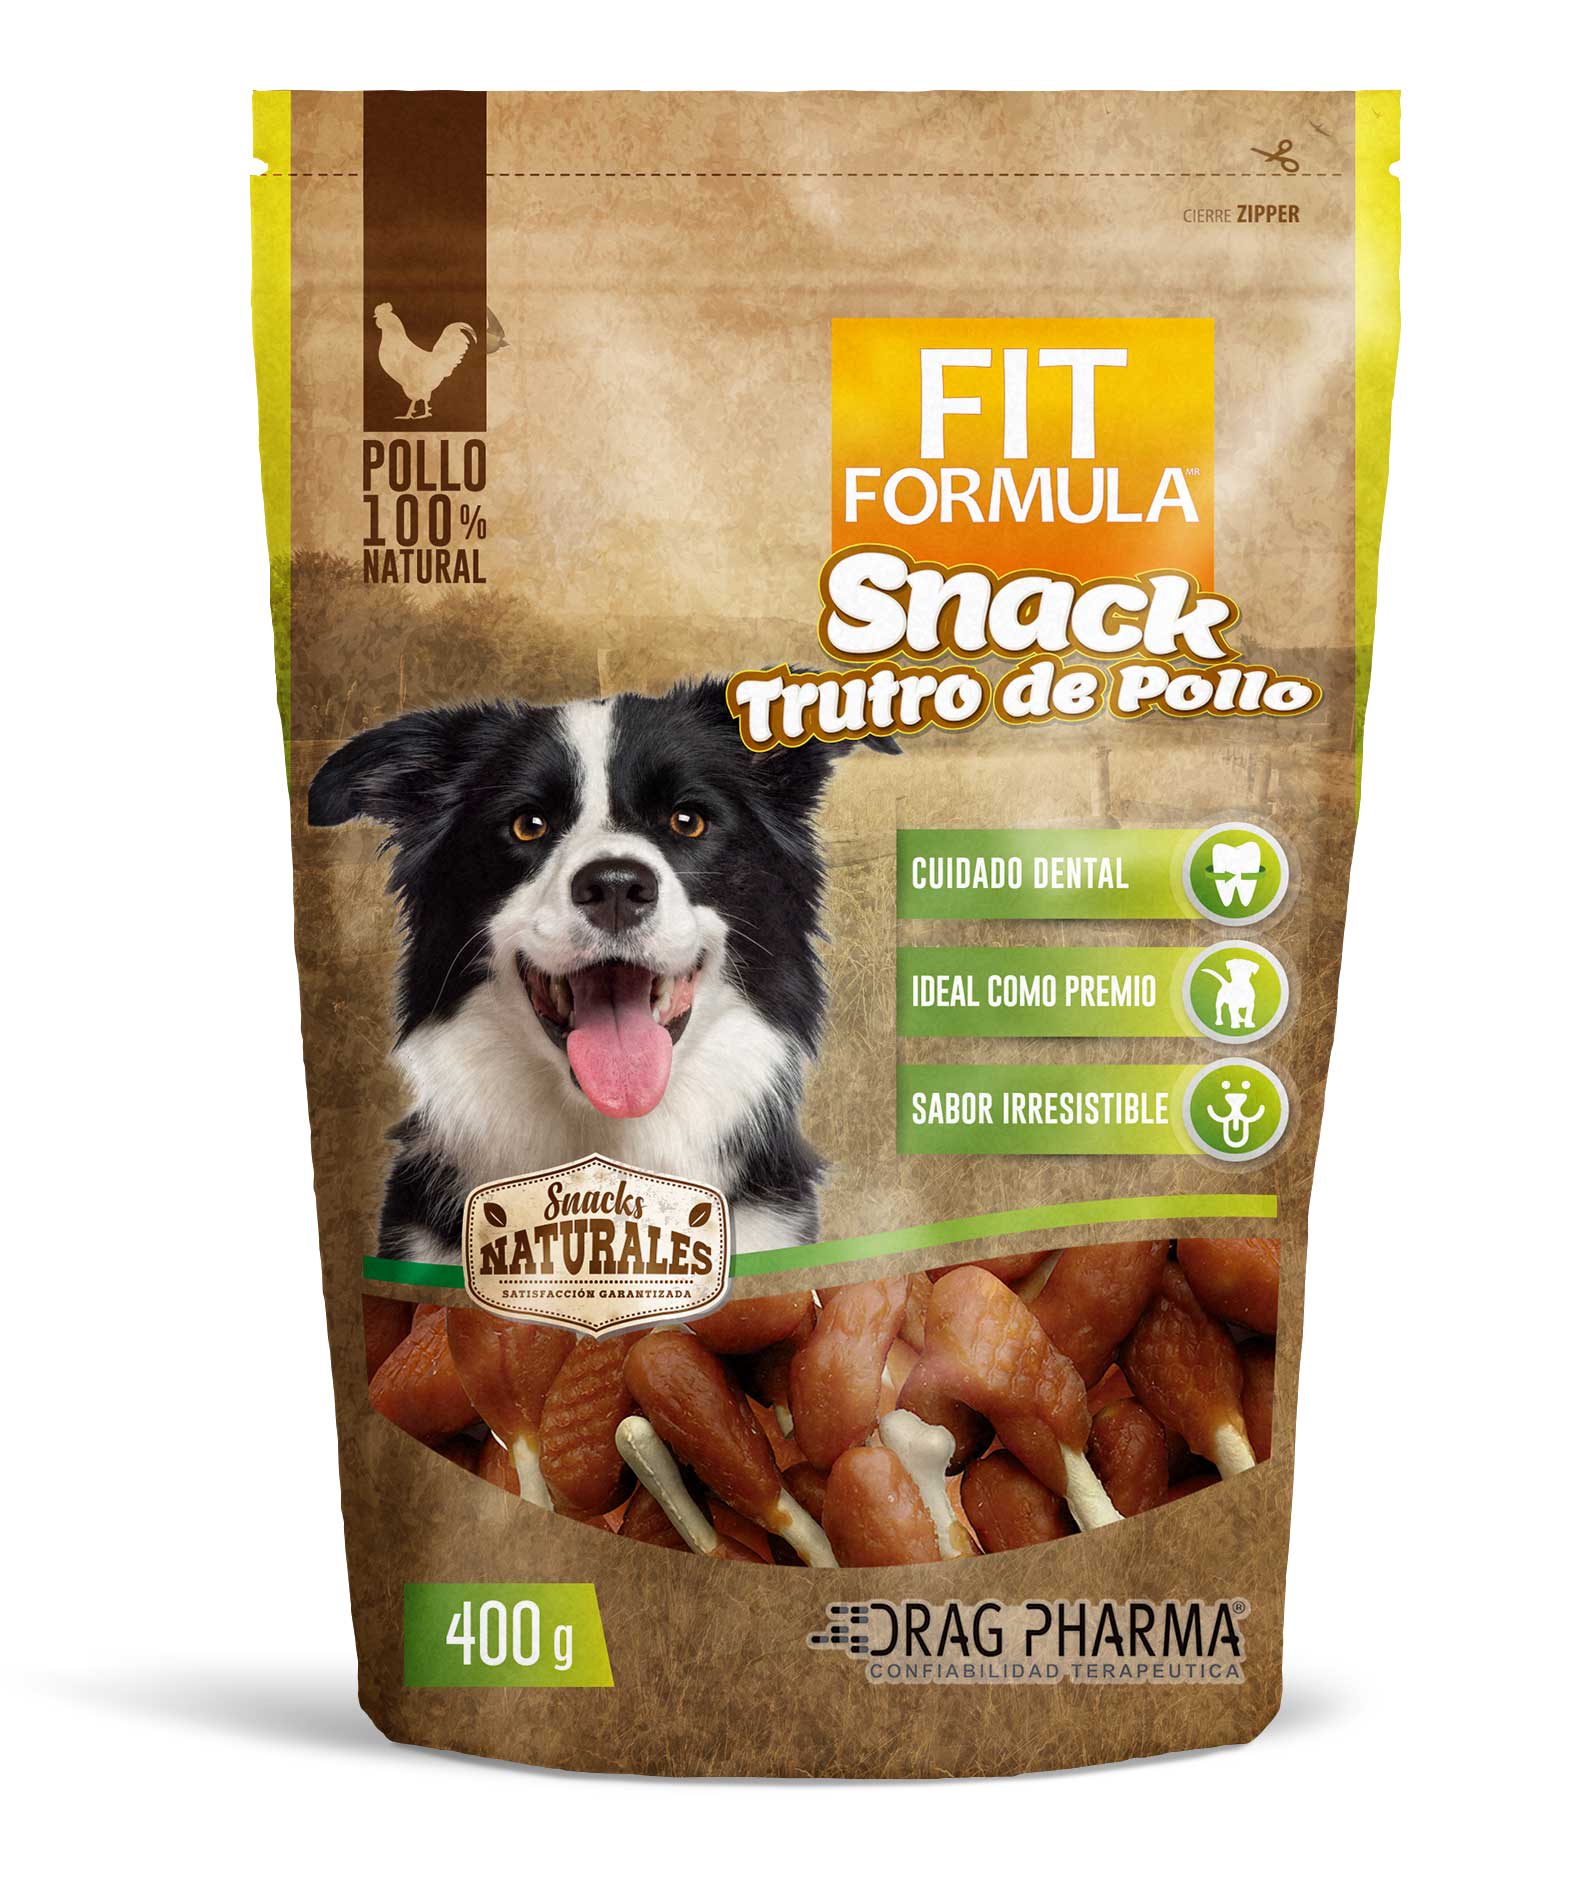 CIERRE ZIPPER
POLLO
100%
NATURAL
FIT
FORMULA MR
Snack
Trutro de Pollo
CUIDADO DENTAL
IDEAL COMO PREMIO
SABOR IRRESISTIBLE
Snacks
NATURALES
SATISFACCIÓN GARANTIZADA
400 g
DRAG PHARMA®
CONFIABILIDAD TERAPEUTICA